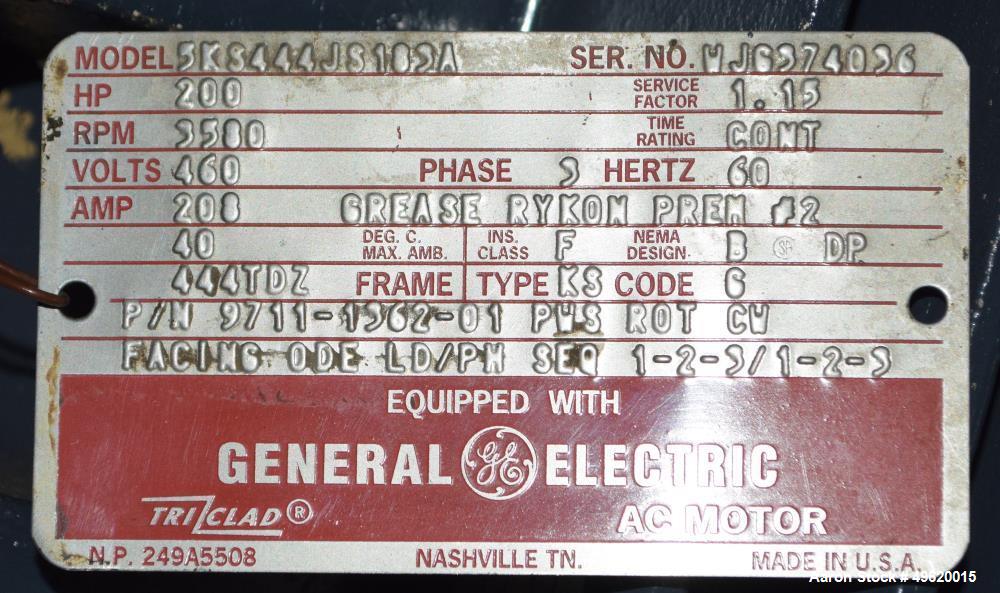 MODEL 5KS444JS183A SER. NO. WJG374036
HP 200 SERVICE FACTOR 1.15
RPM 3580 TIME RATING CONT
VOLTS 460 PHASE 3 HERTZ 60
AMP 208 GREASE RYKON PREM #2
40 DEG. C. MAX. AMB. INS. CLASS F NEMA DESIGN B DP
444TDZ FRAME TYPE KS CODE G
P/N 9711-1362-01 PWS ROT CW
FACING ODE LD/PH SEQ 1-2-3/1-2-3
EQUIPPED WITH
GENERAL GE ELECTRIC
TRI CLAD® AC MOTOR
N.P. 249A5508 NASHVILLE TN. MADE IN U.S.A.
Aaron Stock # 49820015